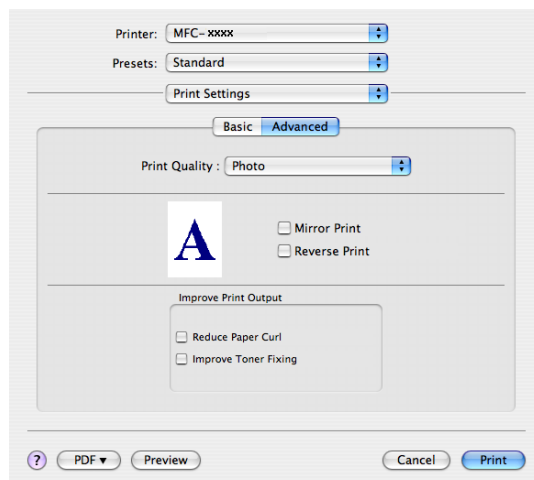 Printer: MFC-xxxx
Presets: Standard
Print Settings
Basic Advanced
Print Quality : Photo
A
Mirror Print
Reverse Print
Improve Print Output
Reduce Paper Curl
Improve Toner Fixing
? PDF▼ Preview Cancel Print